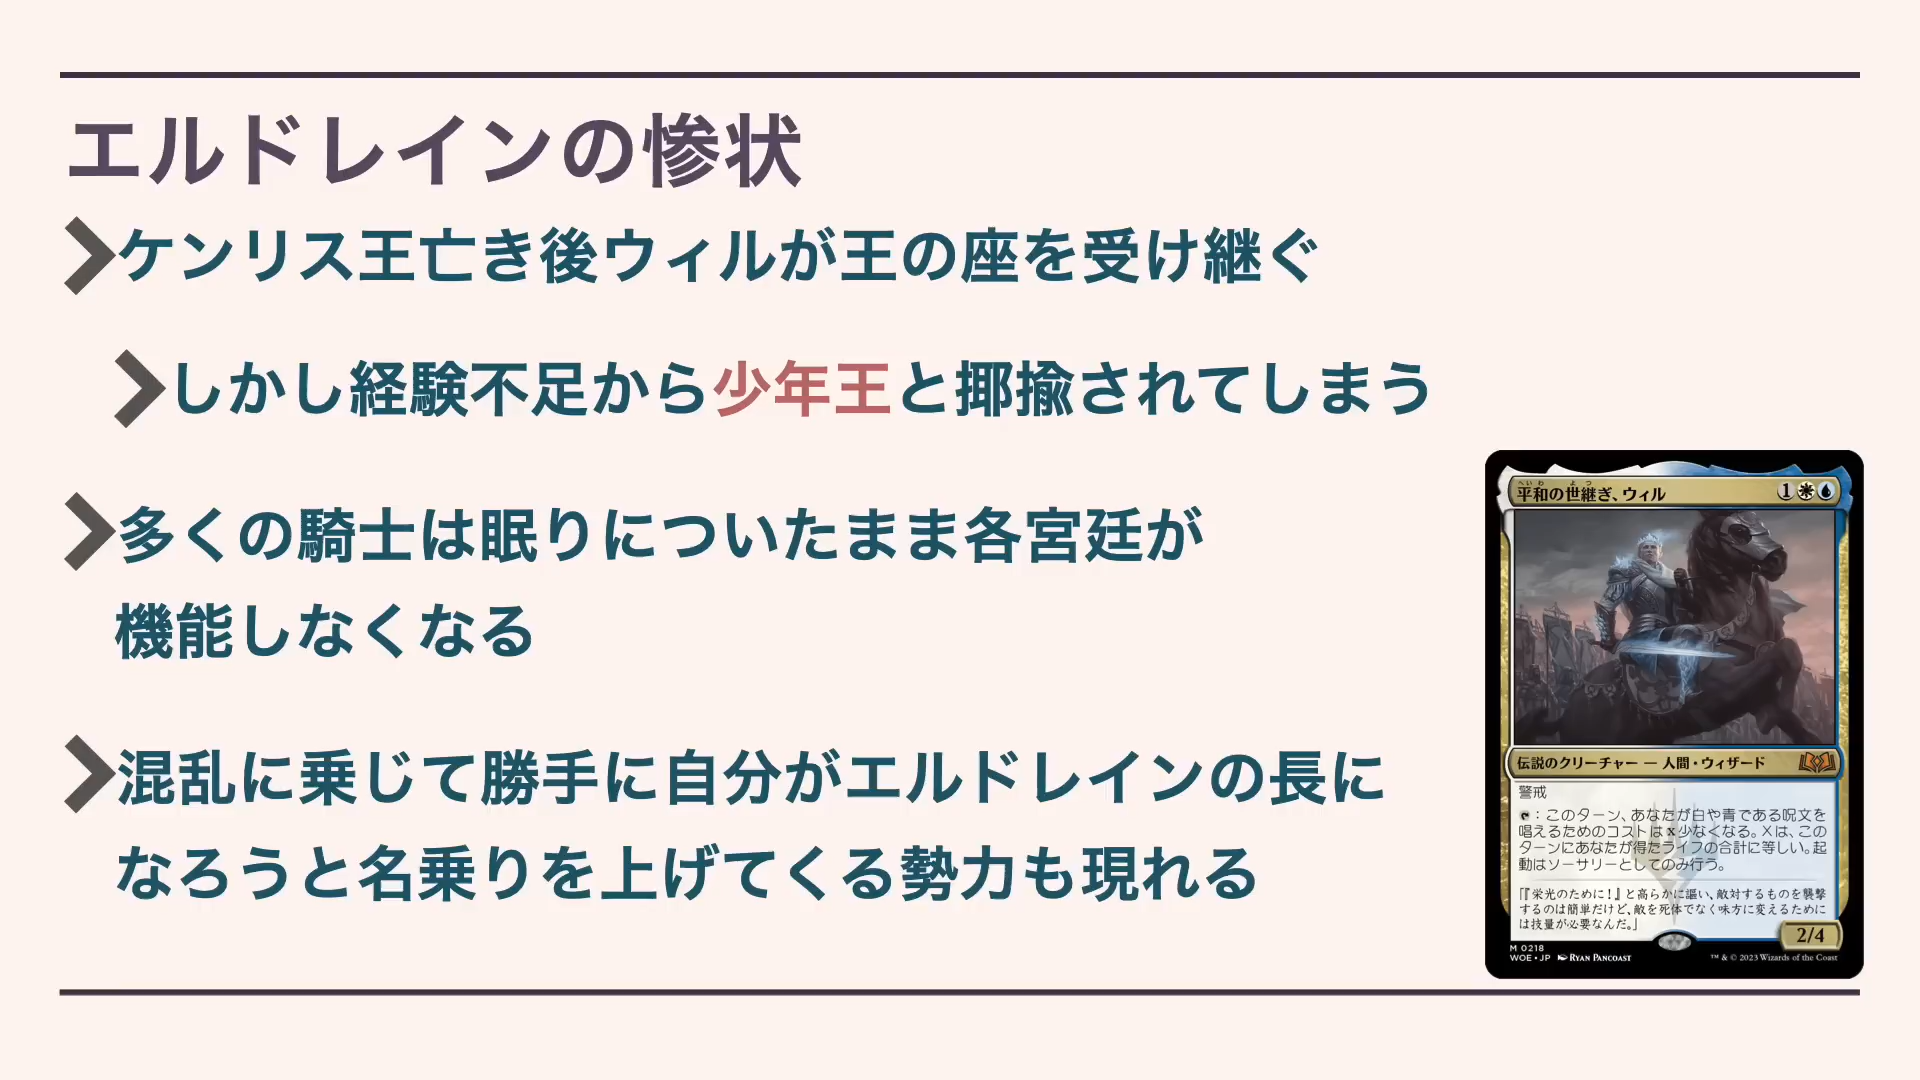 エルドレインの惨状
ケンリス王亡き後ウィルが王の座を受け継ぐ
しかし経験不足から少年王と揶揄されてしまう
多くの騎士は眠りについたまま各宮廷が
機能しなくなる
混乱に乗じて勝手に自分がエルドレインの長に
なろうと名乗りを上げてくる勢力も現れる
へいわ よつ
平和の世継ぎ、ウィル 1
伝説のクリーチャー — 人間・ウィザード
警戒
：このターン、あなたが白や青である呪文を
唱えるためのコストはX少なくなる。Xは、この
ターンにあなたが得たライフの合計に等しい。起
動はソーサリーとしてのみ行う。
「『栄光のために！』と高らかに謳い、敵対するものを襲撃
するのは簡単だけど、敵を死体でなく味方に変えるために
は技量が必要なんだ。」
2/4
M 0218
WOE • JP RYAN PANCOAST
™ & © 2023 Wizards of the Coast